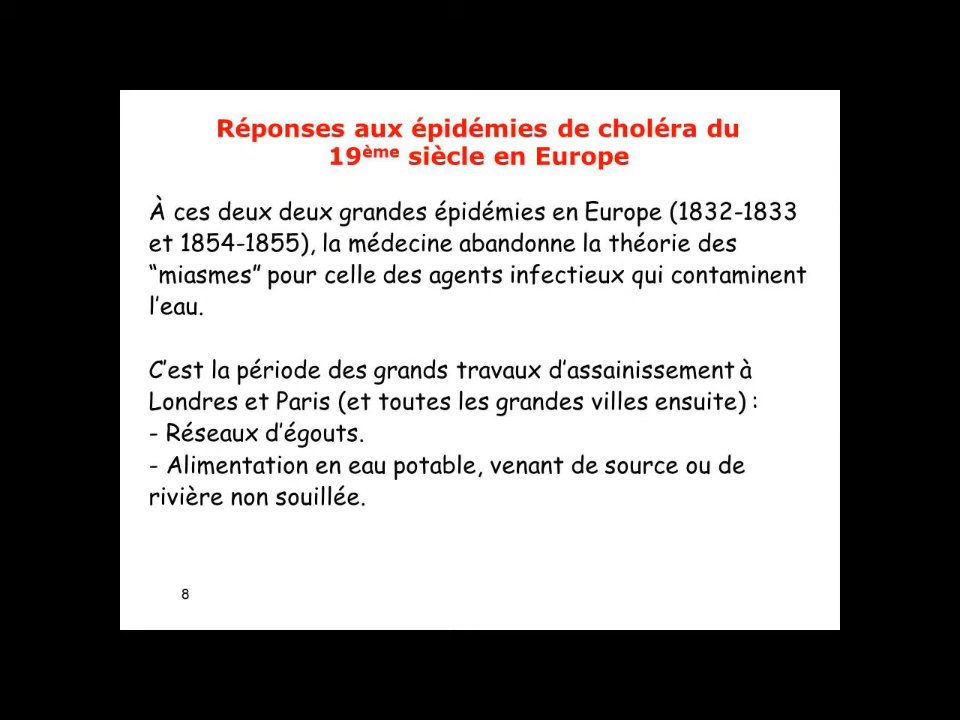 Réponses aux épidémies de choléra du
19ème siècle en Europe
À ces deux deux grandes épidémies en Europe (1832-1833
et 1854-1855), la médecine abandonne la théorie des
“miasmes” pour celle des agents infectieux qui contaminent
l’eau.
C’est la période des grands travaux d’assainissement à
Londres et Paris (et toutes les grandes villes ensuite) :
- Réseaux d’égouts.
- Alimentation en eau potable, venant de source ou de
rivière non souillée.
8